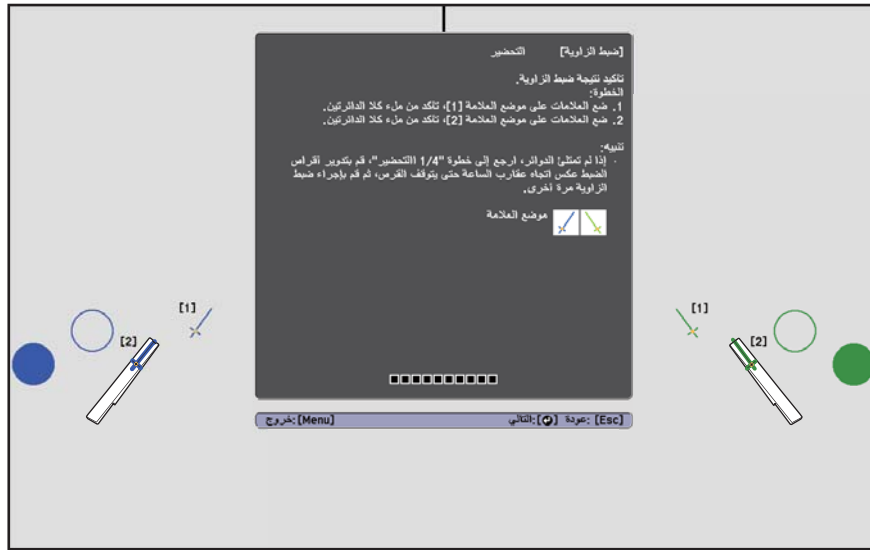 [ضبط الزاوية] التحضير
تاكيد نتيجة ضبط الزاوية.
الخطوة:
1. ضع العلامات على موضع العلامة [1]، تأكد من ملء كلا الدائرتين.
2. ضع العلامات على موضع العلامة [2]، تأكد من ملء كلا الدائرتين.
تنبيه:
· إذا لم تمتلئ الدوائر، ارجع إلى خطوة "1/4 االتحضير"، قم بتدوير أقراص
الضبط عكس اتجاه عقارب الساعة حتى يتوقف القرص، ثم قم بإجراء ضبط
الزاوية مرة أخرى.
موضع العلامة
[1]
[2]
[1]
[2]
[Esc] :عودة []:التالي [Menu]:خروج